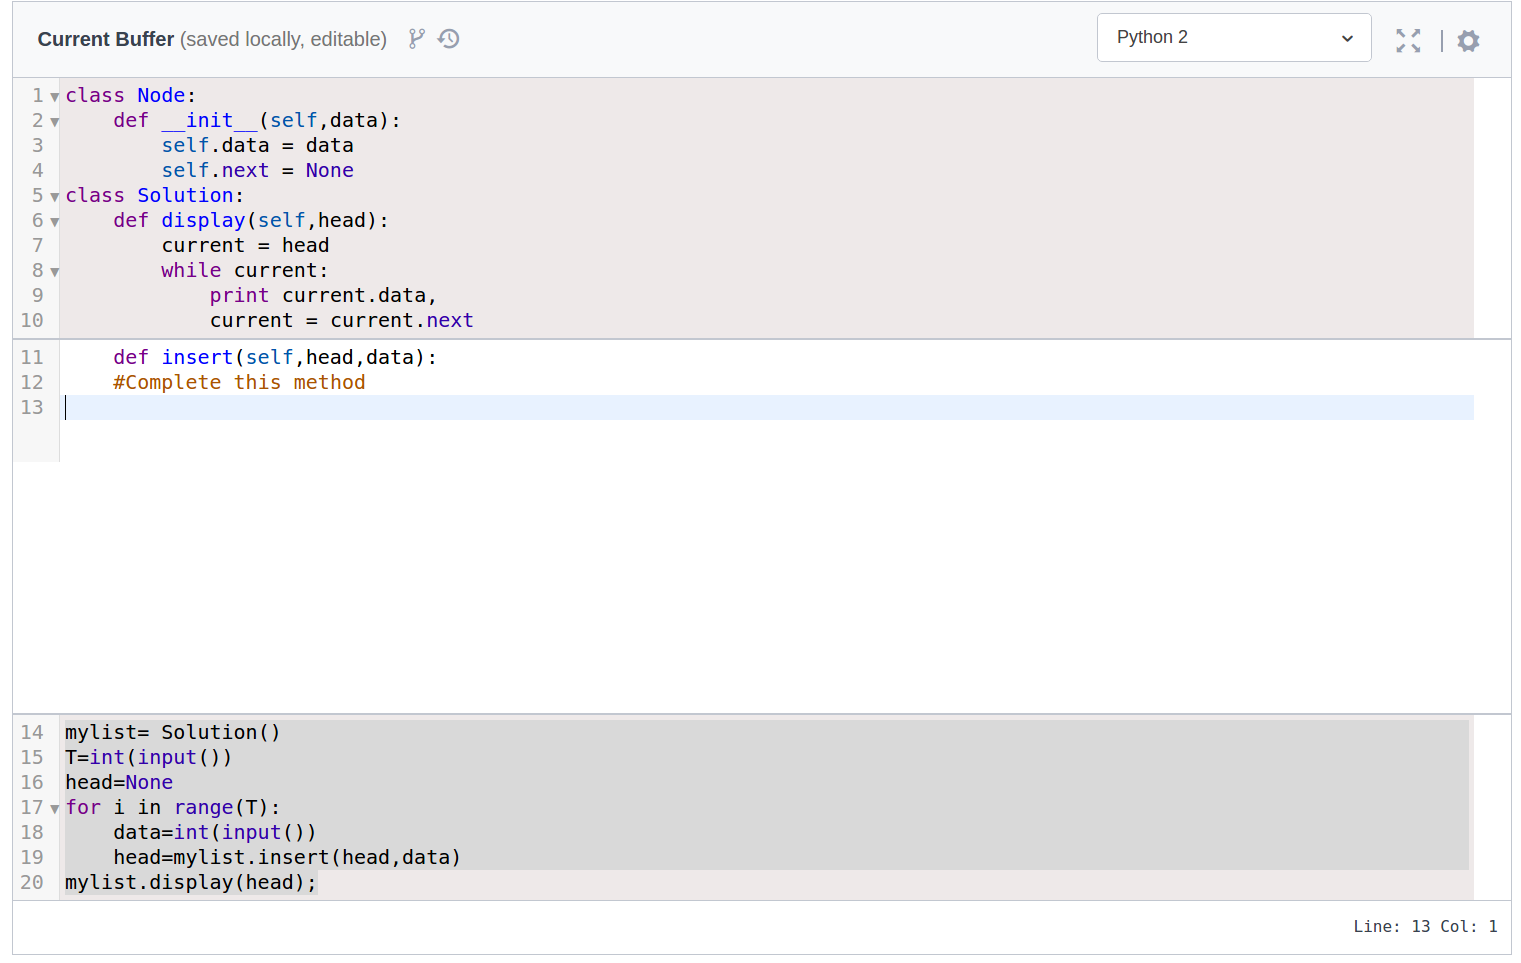 Current Buffer (saved locally, editable)
Python 2
1 class Node:
2     def __init__(self,data):
3         self.data = data
4         self.next = None
5 class Solution:
6     def display(self,head):
7         current = head
8         while current:
9             print current.data,
10             current = current.next
11     def insert(self,head,data):
12     #Complete this method
13
14 mylist= Solution()
15 T=int(input())
16 head=None
17 for i in range(T):
18     data=int(input())
19     head=mylist.insert(head,data)
20 mylist.display(head);
Line: 13 Col: 1